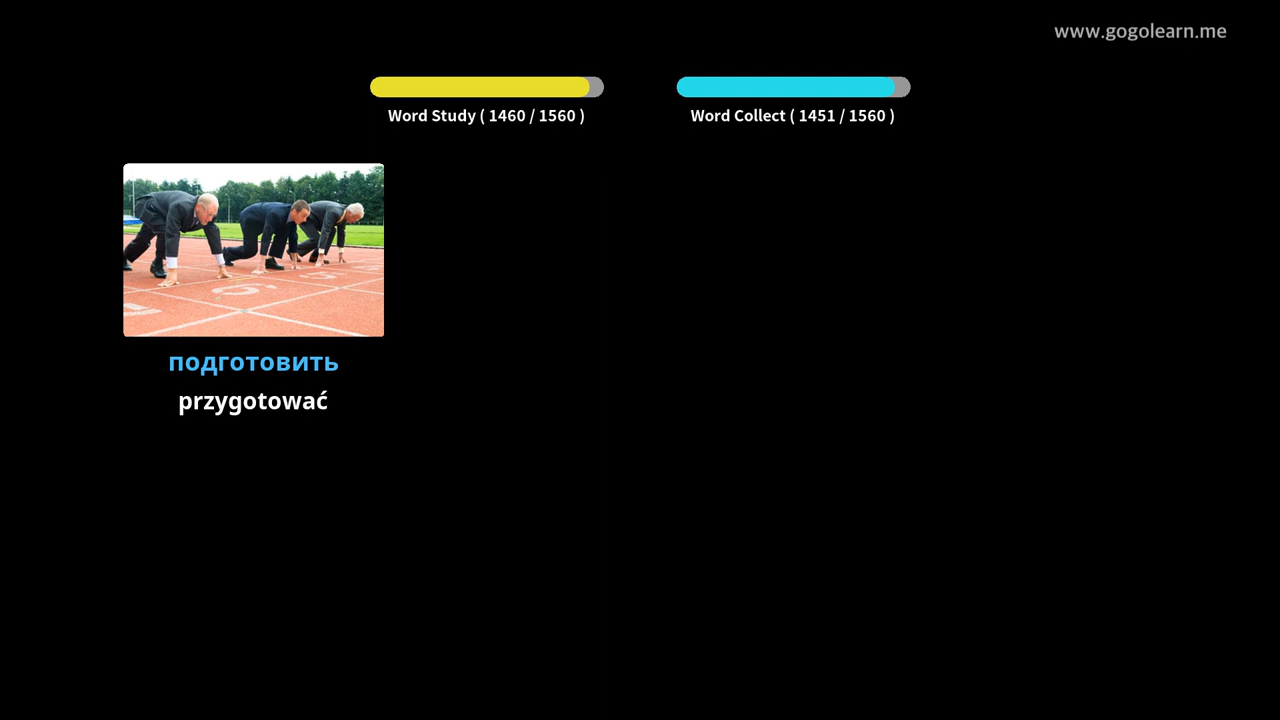 www.gogolearn.me
Word Study ( 1460 / 1560 )
Word Collect ( 1451 / 1560 )
подготовить
przygotować